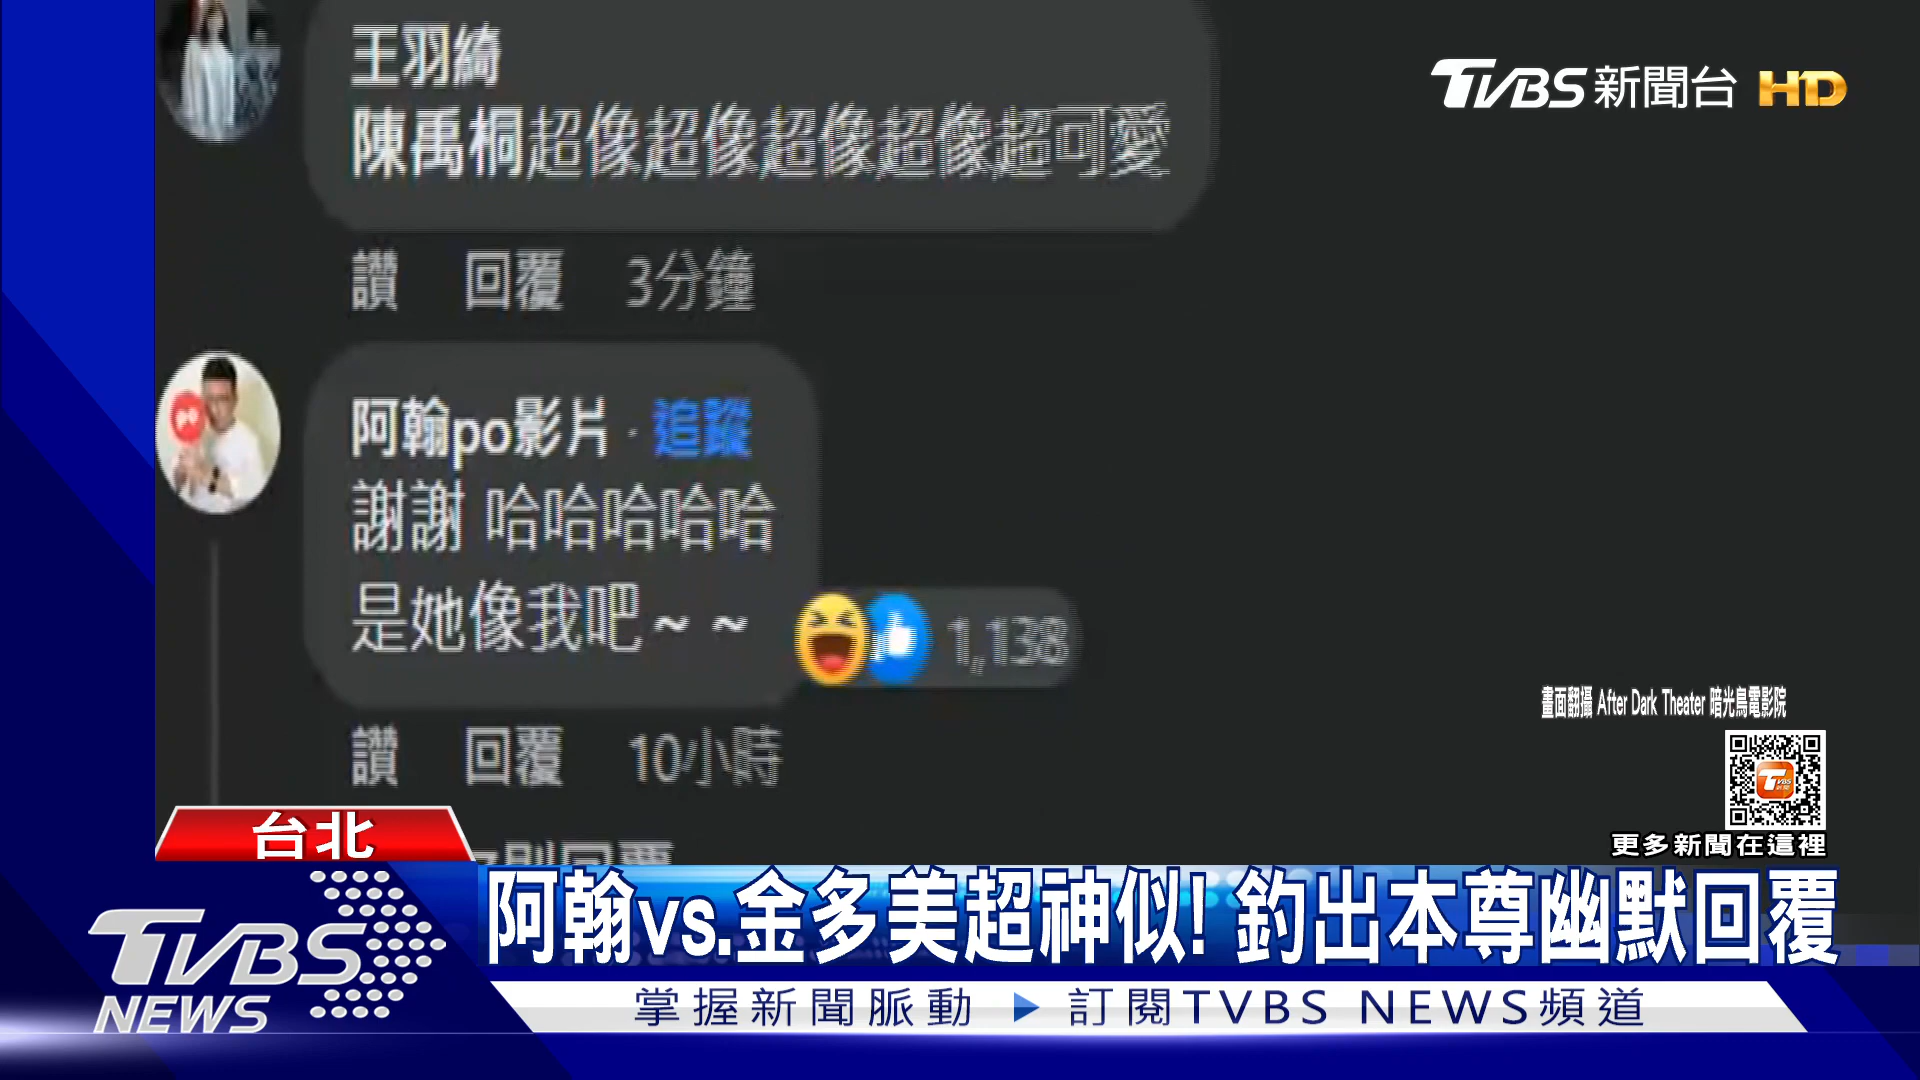 王羽綺
陳禹桐超像超像超像超像超可愛
讚 回覆 3分鐘
TVBS新聞台 HD
阿翰po影片 · 追蹤
謝謝 哈哈哈哈哈
是她像我吧~ ~
1,138
讚 回覆 10小時
畫面翻攝 After Dark Theater 暗光鳥電影院
更多新聞在這裡
台北
阿翰vs.金多美超神似! 釣出本尊幽默回覆
TVBS
NEWS
掌握新聞脈動 ▶ 訂閱TVBS NEWS頻道